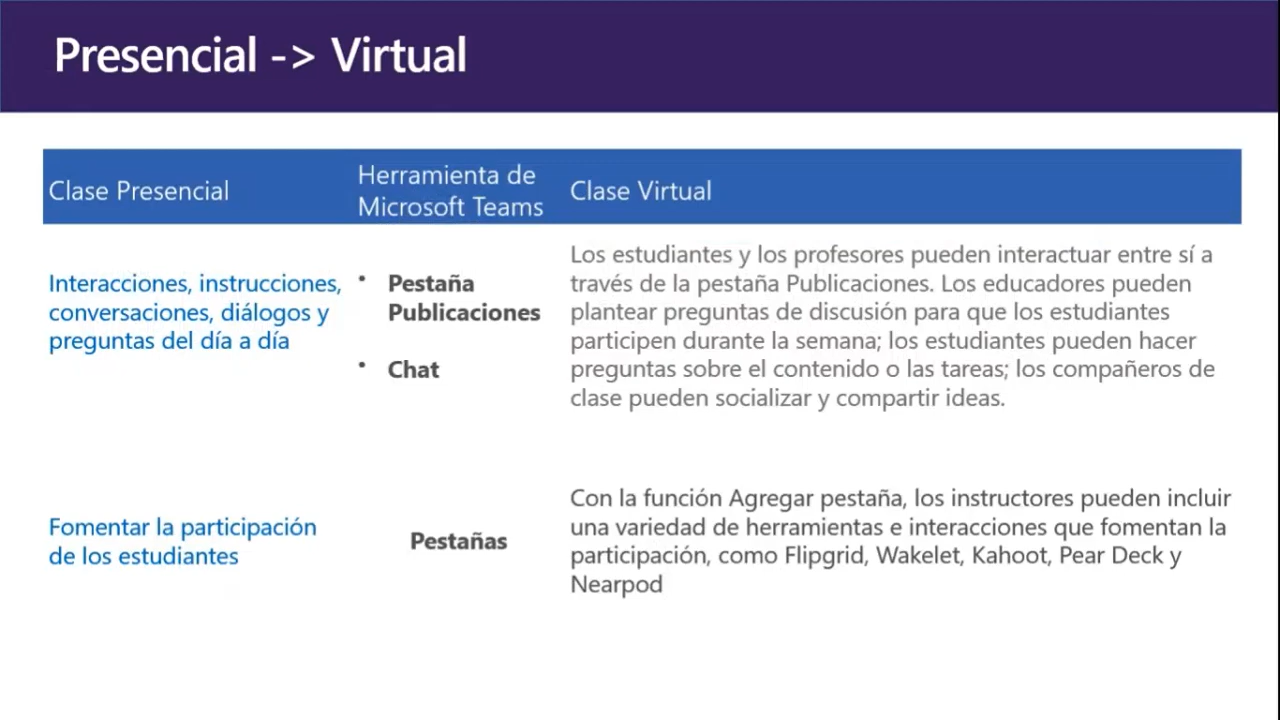 Presencial -> Virtual
Clase Presencial
Herramienta de
Microsoft Teams
Clase Virtual
Interacciones, instrucciones,
conversaciones, diálogos y
preguntas del día a día
• Pestaña
Publicaciones
• Chat
Los estudiantes y los profesores pueden interactuar entre sí a
través de la pestaña Publicaciones. Los educadores pueden
plantear preguntas de discusión para que los estudiantes
participen durante la semana; los estudiantes pueden hacer
preguntas sobre el contenido o las tareas; los compañeros de
clase pueden socializar y compartir ideas.
Fomentar la participación
de los estudiantes
Pestañas
Con la función Agregar pestaña, los instructores pueden incluir
una variedad de herramientas e interacciones que fomentan la
participación, como Flipgrid, Wakelet, Kahoot, Pear Deck y
Nearpod